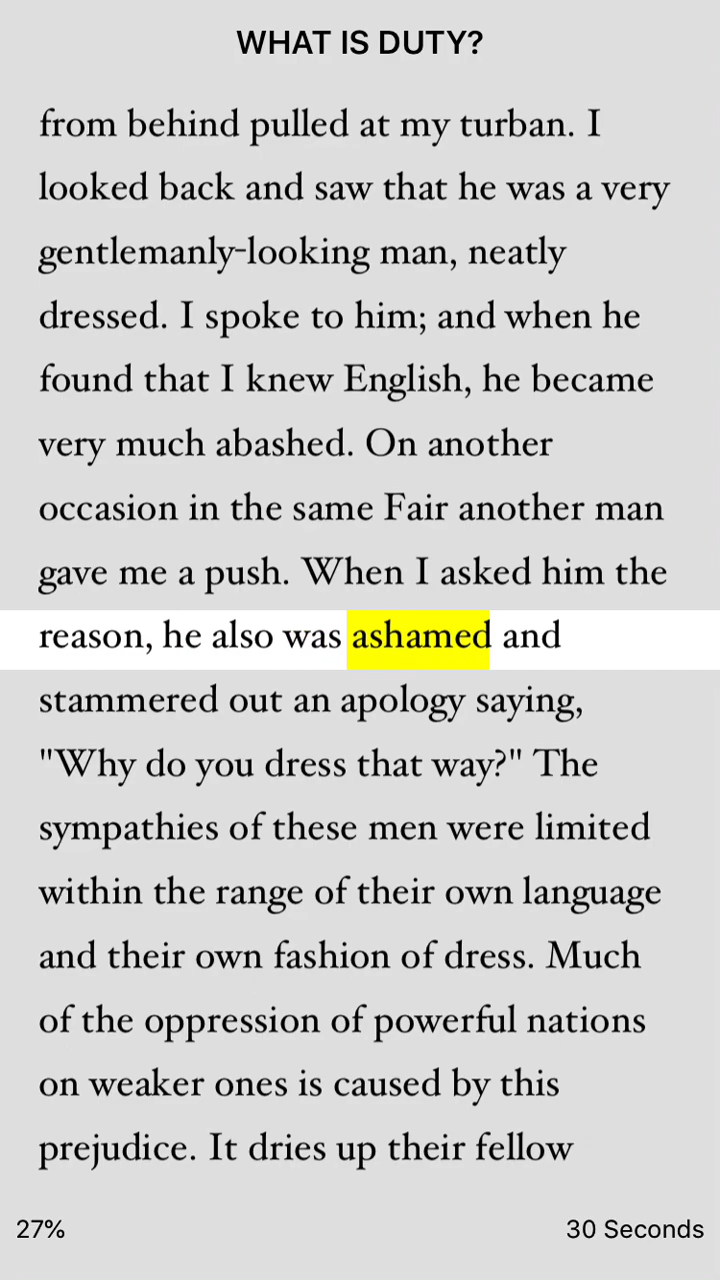 WHAT IS DUTY?
from behind pulled at my turban. I
looked back and saw that he was a very
gentlemanly-looking man, neatly
dressed. I spoke to him; and when he
found that I knew English, he became
very much abashed. On another
occasion in the same Fair another man
gave me a push. When I asked him the
reason, he also was ashamed and
stammered out an apology saying,
"Why do you dress that way?" The
sympathies of these men were limited
within the range of their own language
and their own fashion of dress. Much
of the oppression of powerful nations
on weaker ones is caused by this
prejudice. It dries up their fellow
27%
30 Seconds